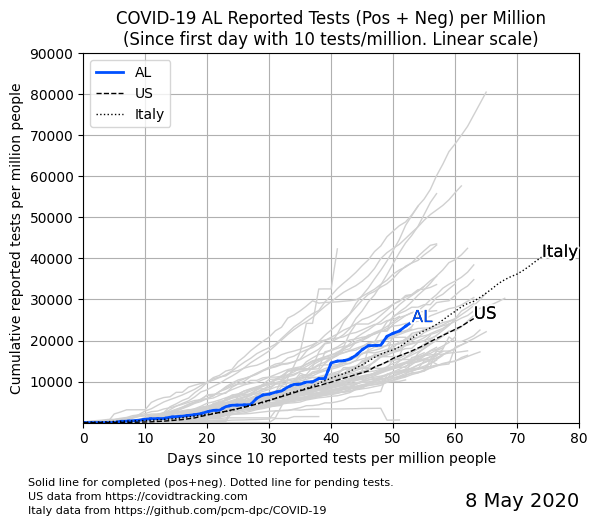 COVID-19 AL Reported Tests (Pos + Neg) per Million
(Since first day with 10 tests/million. Linear scale)
Cumulative reported tests per million people
90000
80000
70000
60000
50000
40000
30000
20000
10000
AL
US
Italy
Italy
US
AL
0 10 20 30 40 50 60 70 80
Days since 10 reported tests per million people
Solid line for completed (pos+neg). Dotted line for pending tests.
US data from https://covidtracking.com
Italy data from https://github.com/pcm-dpc/COVID-19
8 May 2020